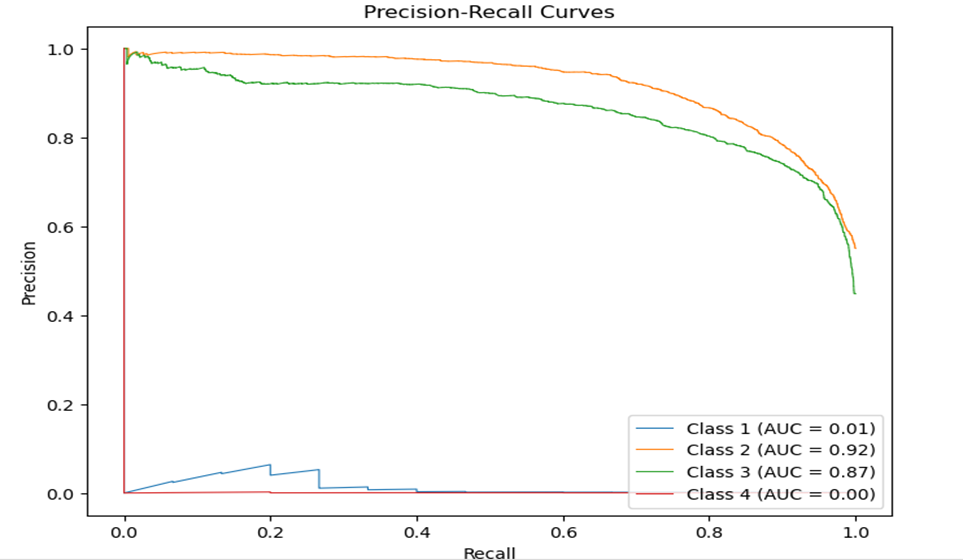 Precision-Recall Curves
1.0
0.8
0.6
0.4
0.2
0.0
Precision
Class 1 (AUC = 0.01)
Class 2 (AUC = 0.92)
Class 3 (AUC = 0.87)
Class 4 (AUC = 0.00)
0.0 0.2 0.4 0.6 0.8 1.0
Recall